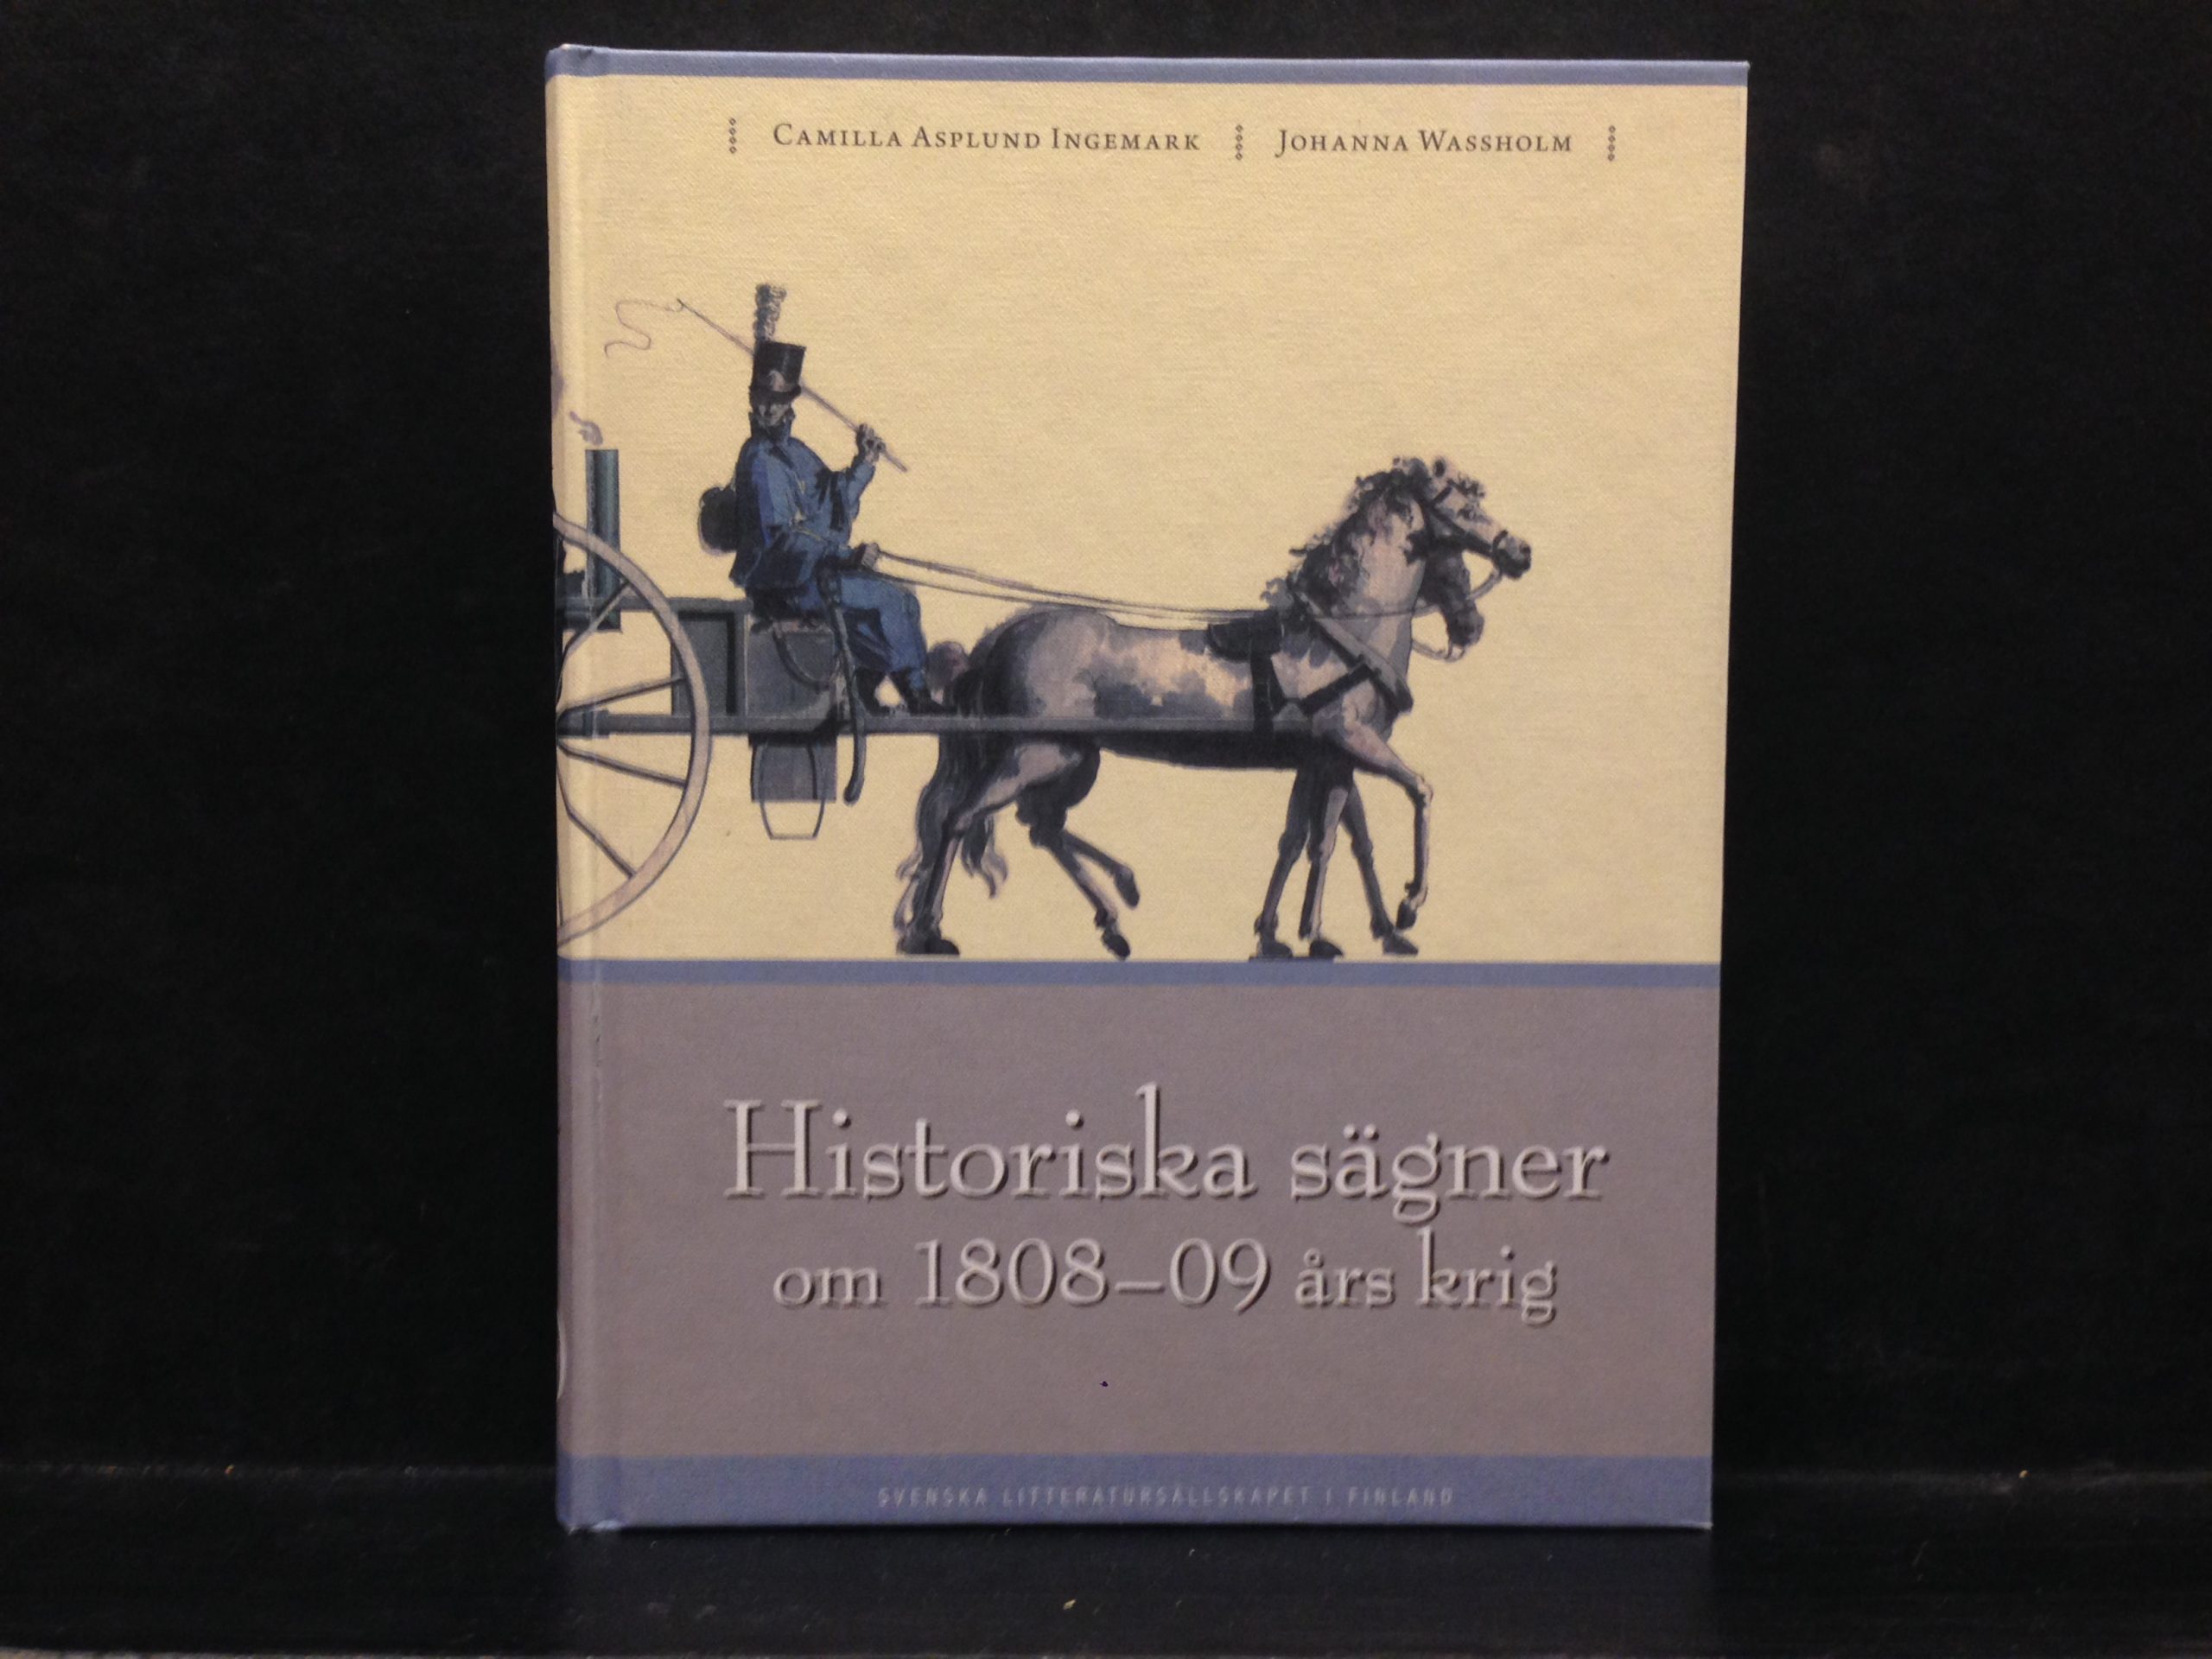 Camilla Asplund Ingemark Johanna Wassholm
Historiska sägner
om 1808–09 års krig
SVENSKA LITTERATURSÄLLSKAPET I FINLAND